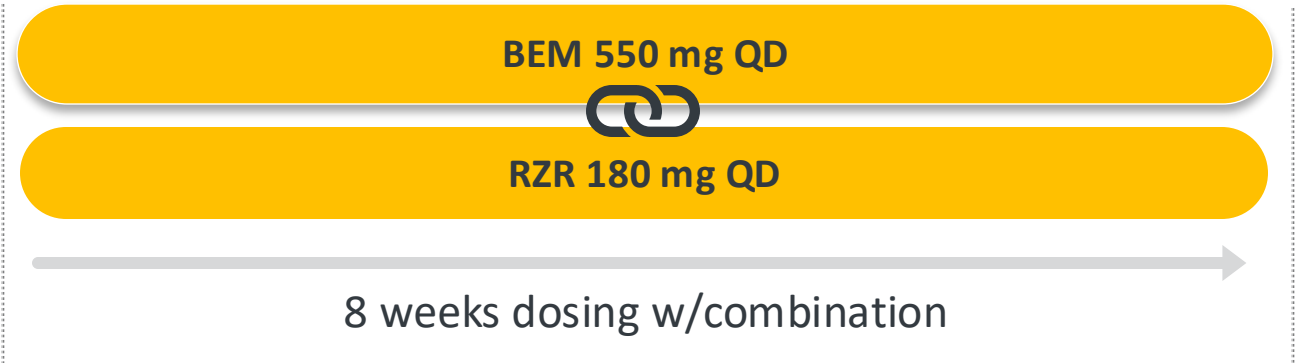 BEM 550 mg QD
RZR 180 mg QD
8 weeks dosing w/combination